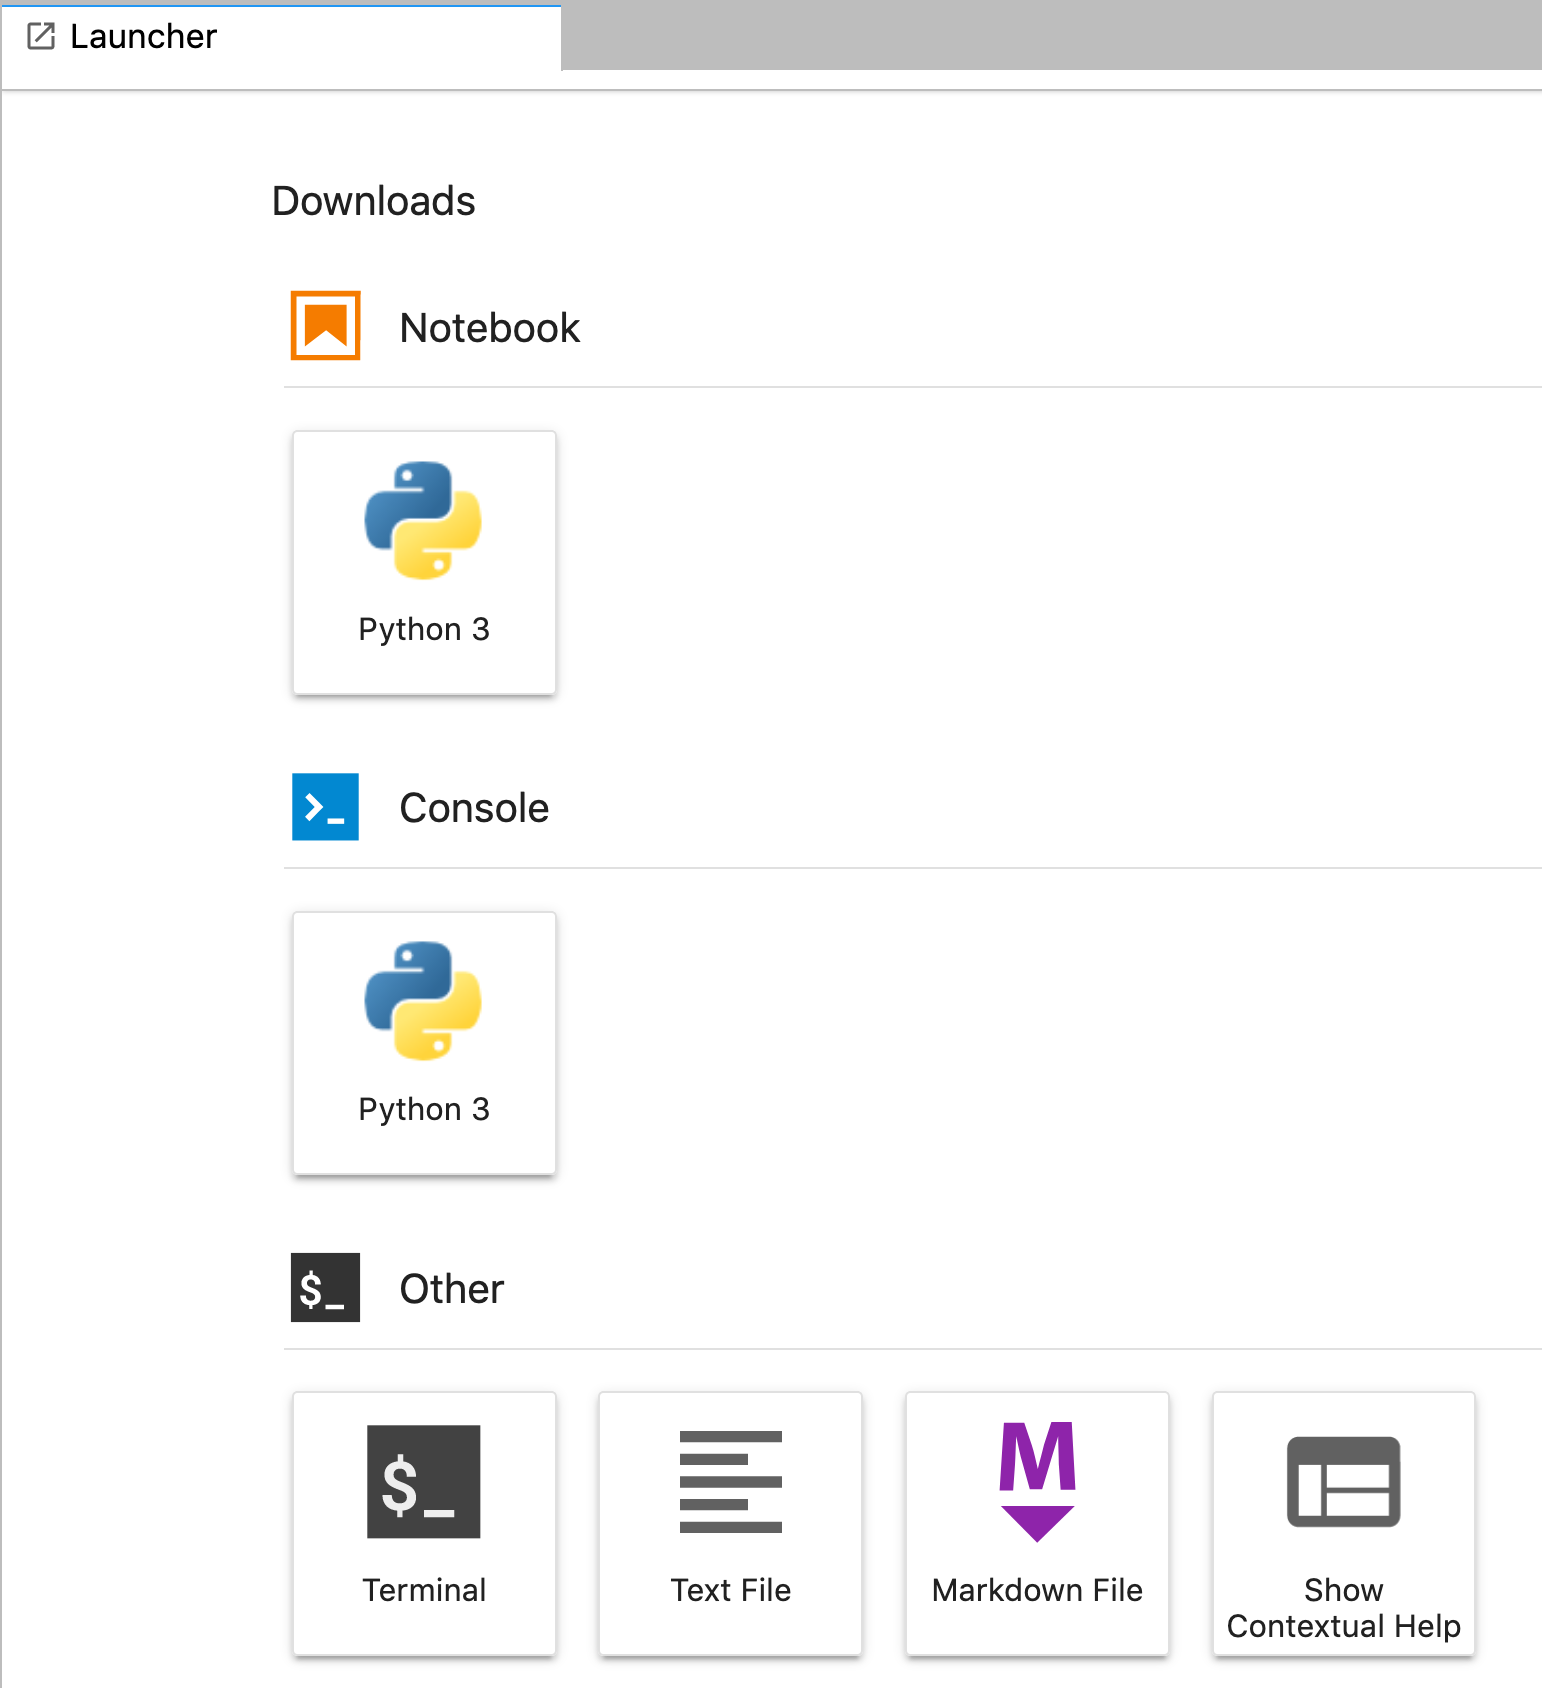 Launcher
Downloads
Notebook
Python 3
>_ Console
Python 3
$_ Other
$_
Terminal
Text File
M
Markdown File
Show
Contextual Help